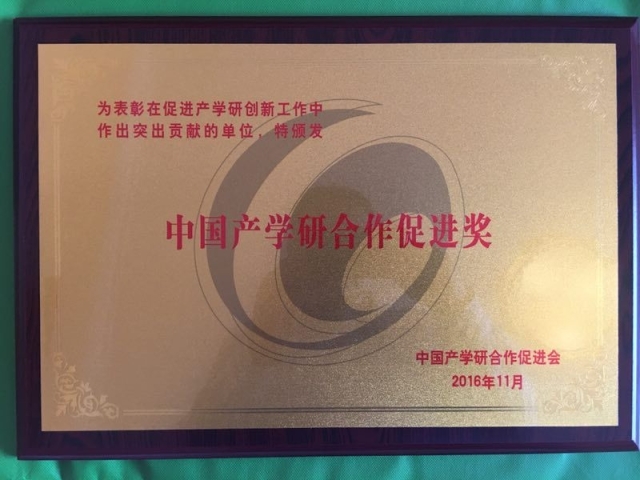 为表彰在促进产学研创新工作中
作出突出贡献的单位，特颁发
中国产学研合作促进奖
中国产学研合作促进会
2016年11月